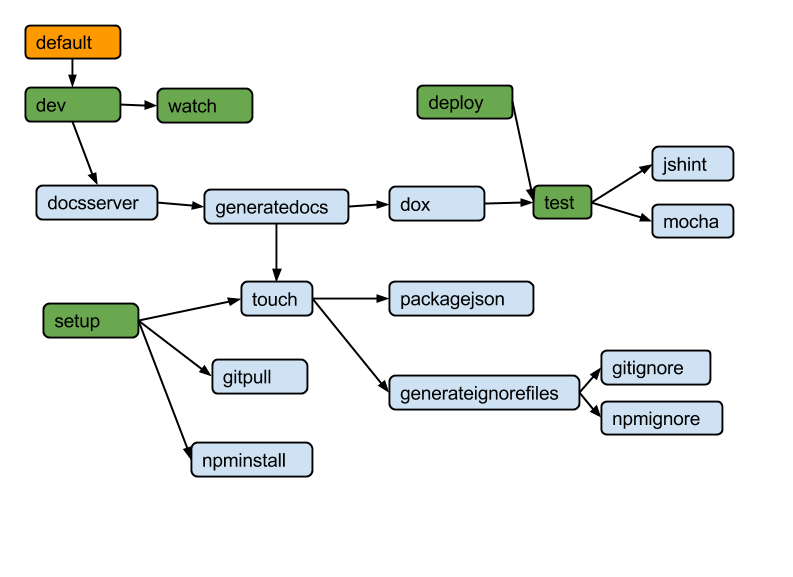 default
dev
watch
deploy
jshint
docsserver
generatedocs
dox
test
mocha
touch
packagejson
setup
gitpull
generateignorefiles
gitignore
npmignore
npminstall